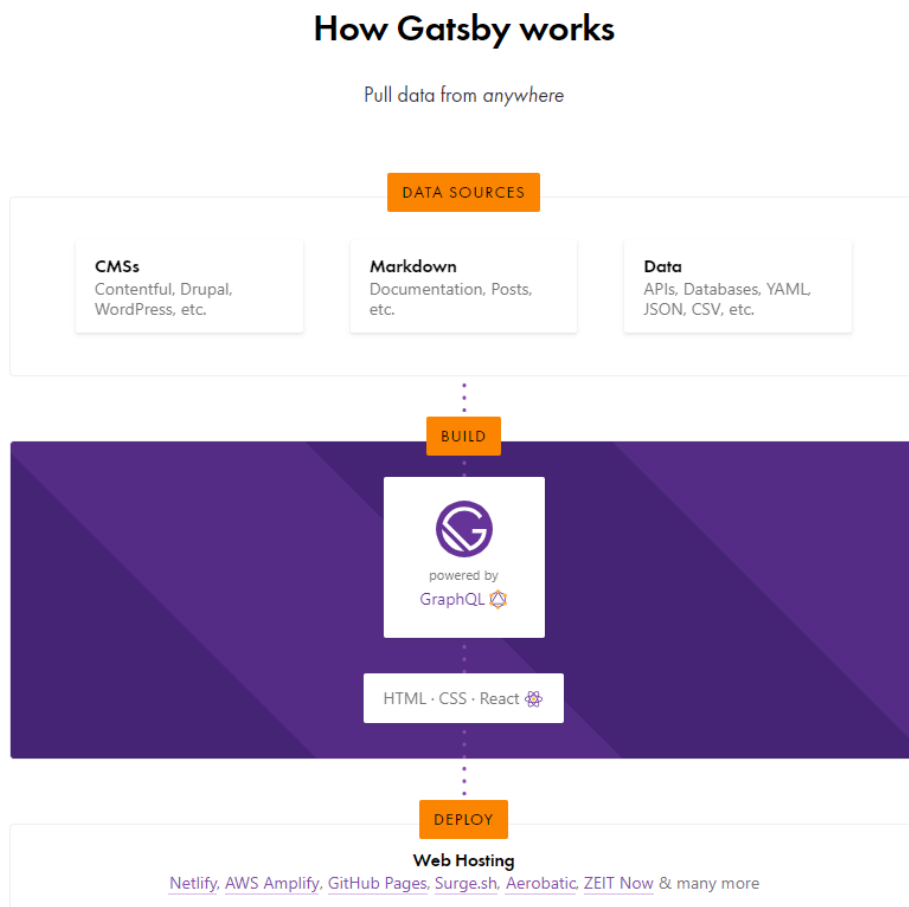 How Gatsby works
Pull data from anywhere
DATA SOURCES
CMSs
Contentful, Drupal,
WordPress, etc.
Markdown
Documentation, Posts,
etc.
Data
APIs, Databases, YAML,
JSON, CSV, etc.
BUILD
powered by
GraphQL
HTML · CSS · React
DEPLOY
Web Hosting
Netlify, AWS Amplify, GitHub Pages, Surge.sh, Aerobatic, ZEIT Now & many more